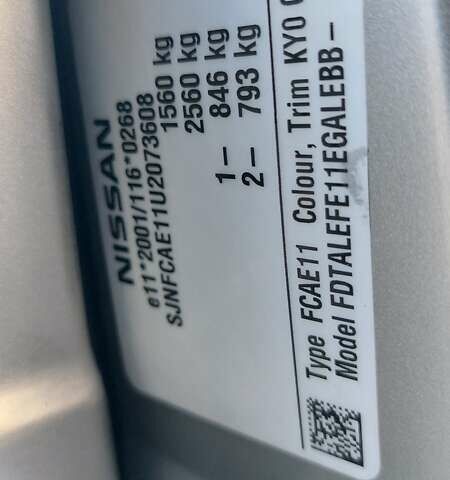 NISSAN
e11*2001/116*0268
SJNFCAE11U2073608
1560 kg
2560 kg
1– 846 kg
2– 793 kg
Type FCAE11 Colour, Trim KY0
Model FDTALEFE11EGALEBB –